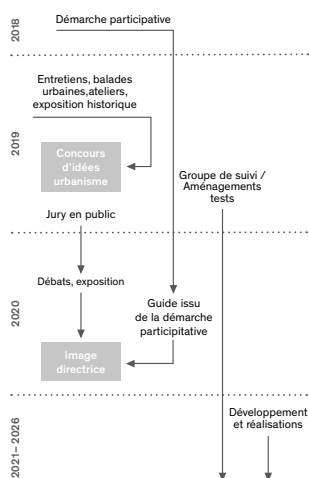 2018
Démarche participative
2019
Entretiens, balades
urbaines,ateliers,
exposition historique
Concours
d'idées
urbanisme
Groupe de suivi /
Aménagements
tests
Jury en public
2020
Débats, exposition
Guide issu
de la démarche
participitative
Image
directrice
2021–2026
Développement
et réalisations